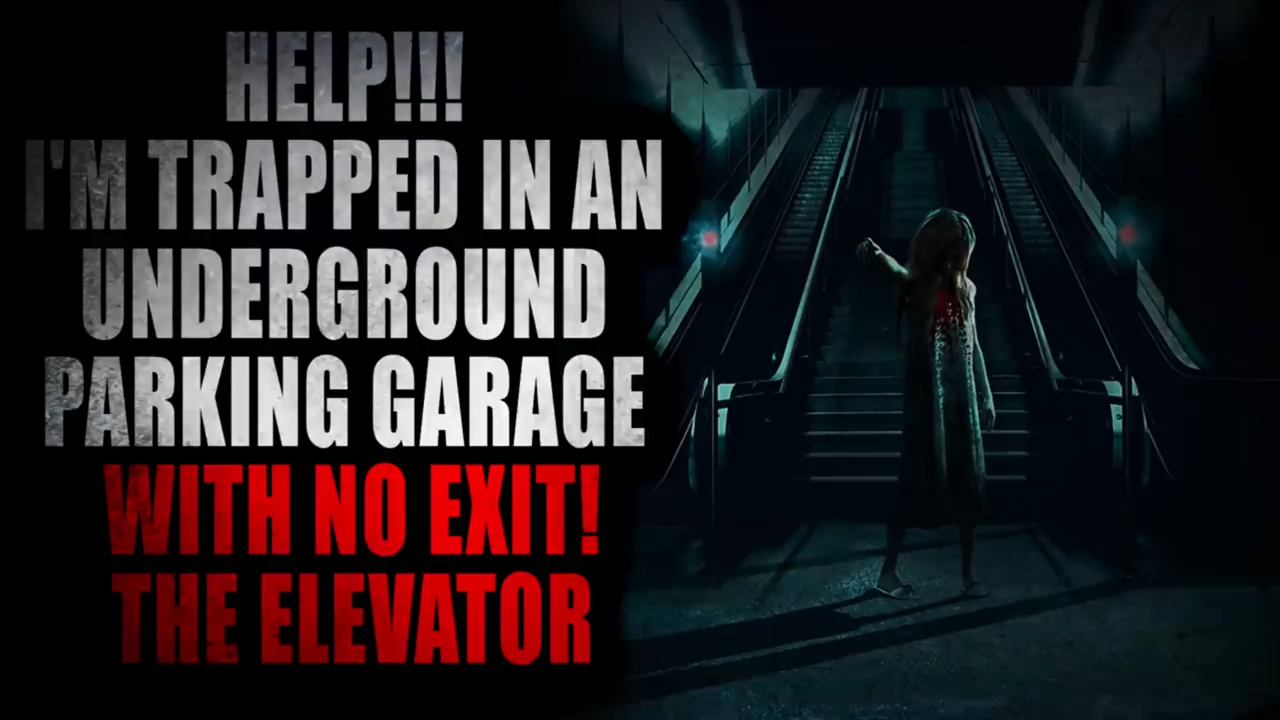 HELP!!!
I'M TRAPPED IN AN
UNDERGROUND
PARKING GARAGE
WITH NO EXIT!
THE ELEVATOR